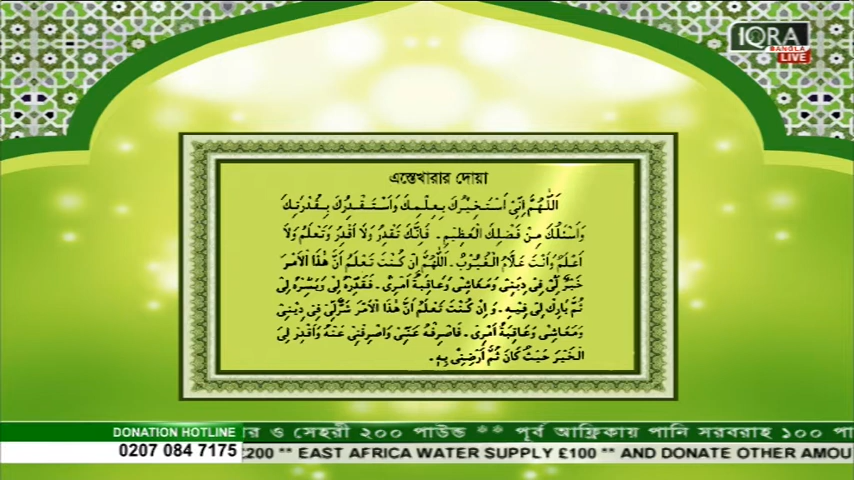 IQRA
BANGLA
LIVE
এস্তেখারার দোয়া
اَللّٰهُمَّ اِنِّىْ اَسْتَخِيْرُكَ بِعِلْمِكَ وَاَسْتَقْدِرُكَ بِقُدْرَتِكَ
وَاَسْئَلُكَ مِنْ فَضْلِكَ الْعَظِيْمِ۔ فَاِنَّكَ تَقْدِرُ وَلَا اَقْدِرُ وَتَعْلَمُ وَلَا
اَعْلَمُ وَاَنْتَ عَلَّامُ الْغُيُوْبُ۔ اَللّٰهُمَّ اِنْ كُنْتَ تَعْلَمُ اَنَّ هٰذَا الْاَمْرَ
خَيْرٌ لِّىْ فِى دِيْنِىْ وَمَعَاشِىْ وَعَاقِبَةُ اَمْرِىْ۔ فَقَدِّرْهُ لِىْ وَيَسِّرْهُ لِىْ
ثُمَّ بَارِكْ لِىْ فِيْهِ۔ وَاِنْ كُنْتَ تَعْلَمُ اَنَّ هٰذَا الْاَمْرَ شَرٌّ لِّىْ فِىْ دِيْنِىْ
وَمَعَاشِىْ وَعَاقِبَةُ اَمْرِىْ۔ فَاصْرِفْهُ عَنِّىْ وَاصْرِفْنِىْ عَنْهُ وَاقْدِرْ لِىَ
الْخَيْرَ حَيْثُ كَانَ ثُمَّ اَرْضِنِىْ بِهٖ۔
DONATION HOTLINE
0207 084 7175
র ও সেহরী ২০০ পাউন্ড ** পূর্ব আফ্রিকায় পানি সরবরাহ ১০০ পা
£200 ** EAST AFRICA WATER SUPPLY £100 ** AND DONATE OTHER AMOU